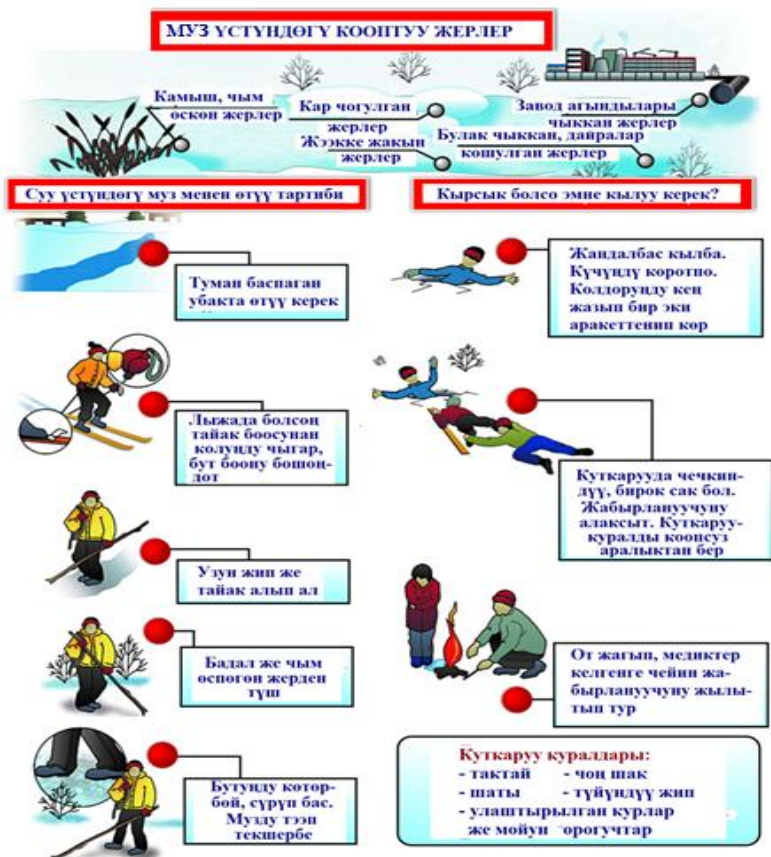 МУЗ ҮСТҮНДӨГҮ КООПТУУ ЖЕРЛЕР
Камыш, чым
өскөн жерлер
Кар чогулган
жерлер
Жээкке жакын
жерлер
Завод агындылары
чыккан жерлер
Булак чыккан, дайралар
кошулган жерлер
Суу үстүндөгү муз менен өтүү тартиби
Туман баспаган
убакта өтүү керек
Лыжада болсоң
тайак боосунан
колуңду чыгар,
бут боону бошоң-
дот
Узун жип же
тайак алып ал
Бадал же чым
өспөгөн жерден
түш
Бутуңду көтөр-
бөй, сүрүп бас.
Музду тээп
текшербе
Кырсык болсо эмне кылуу керек?
Жандалбас кылба.
Күчүңдү коротпо.
Колдоруңду кең
жазып бир эки
аракеттенип көр
Куткарууда чечкин-
дүү, бирок сак бол.
Жабырлануучуну
алаксыт. Куткаруу-
куралды коопсуз
аралыктан бер
От жагып, медиктер
келгенге чейин жа-
бырлануучуну жылы-
тып тур
Куткаруу куралдары:
- тактай - чоң шак
- шаты - түйүндүү жип
- улаштырылган курлар
же мойун орогучтар